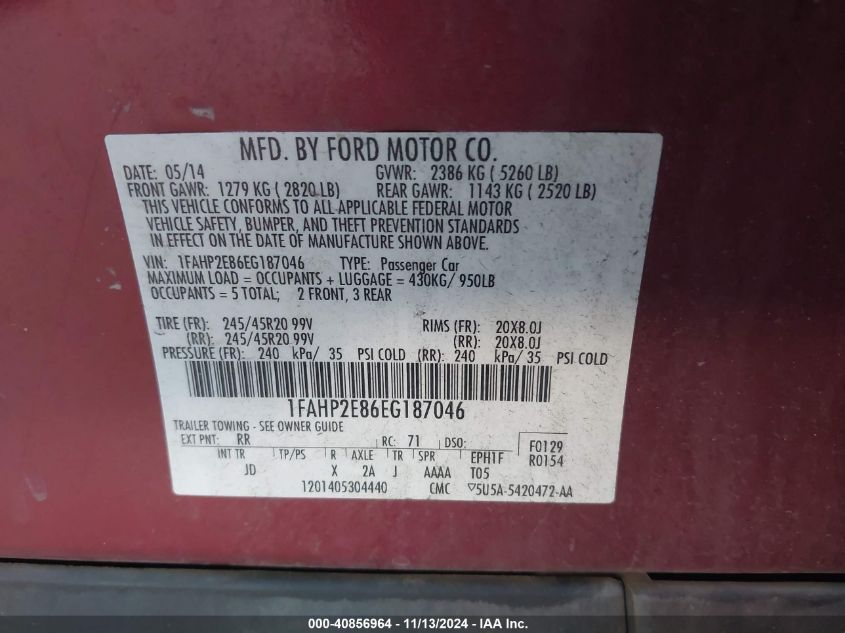 MFD. BY FORD MOTOR CO.
DATE: 05/14 GVWR: 2386 KG ( 5260 LB)
FRONT GAWR: 1279 KG ( 2820 LB) REAR GAWR: 1143 KG ( 2520 LB)
THIS VEHICLE CONFORMS TO ALL APPLICABLE FEDERAL MOTOR
VEHICLE SAFETY, BUMPER, AND THEFT PREVENTION STANDARDS
IN EFFECT ON THE DATE OF MANUFACTURE SHOWN ABOVE.
VIN: 1FAHP2E86EG187046 TYPE: Passenger Car
MAXIMUM LOAD = OCCUPANTS + LUGGAGE = 430KG/ 950LB
OCCUPANTS = 5 TOTAL; 2 FRONT, 3 REAR
TIRE (FR): 245/45R20 99V RIMS (FR): 20X8.0J
(RR): 245/45R20 99V (RR): 20X8.0J
PRESSURE (FR): 240 kPa/ 35 PSI COLD (RR): 240 kPa/ 35 PSI COLD
1FAHP2E86EG187046
TRAILER TOWING - SEE OWNER GUIDE
EXT PNT: RR RC: 71 DSO: F0129
INT TR TP/PS R AXLE TR SPR EPH1F R0154
JD X 2A J AAAA T05
1201405304440 CMC ▽5U5A-5420472-AA
000-40856964 | 11/13/2024 | IAA Holdings, LLC. & IAA, Inc.